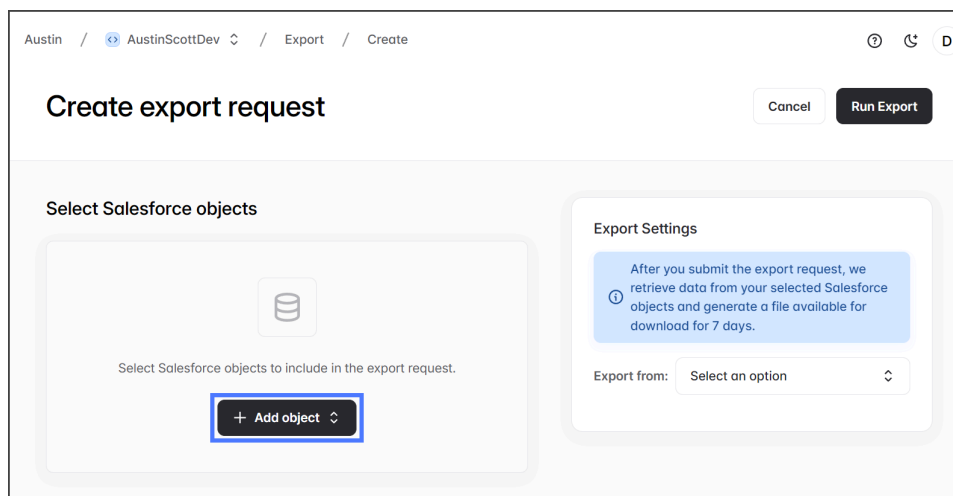 Austin / AustinScottDev / Export / Create
D
Create export request
Cancel
Run Export
Select Salesforce objects
Select Salesforce objects to include in the export request.
+ Add object
Export Settings
After you submit the export request, we
retrieve data from your selected Salesforce
objects and generate a file available for
download for 7 days.
Export from: Select an option